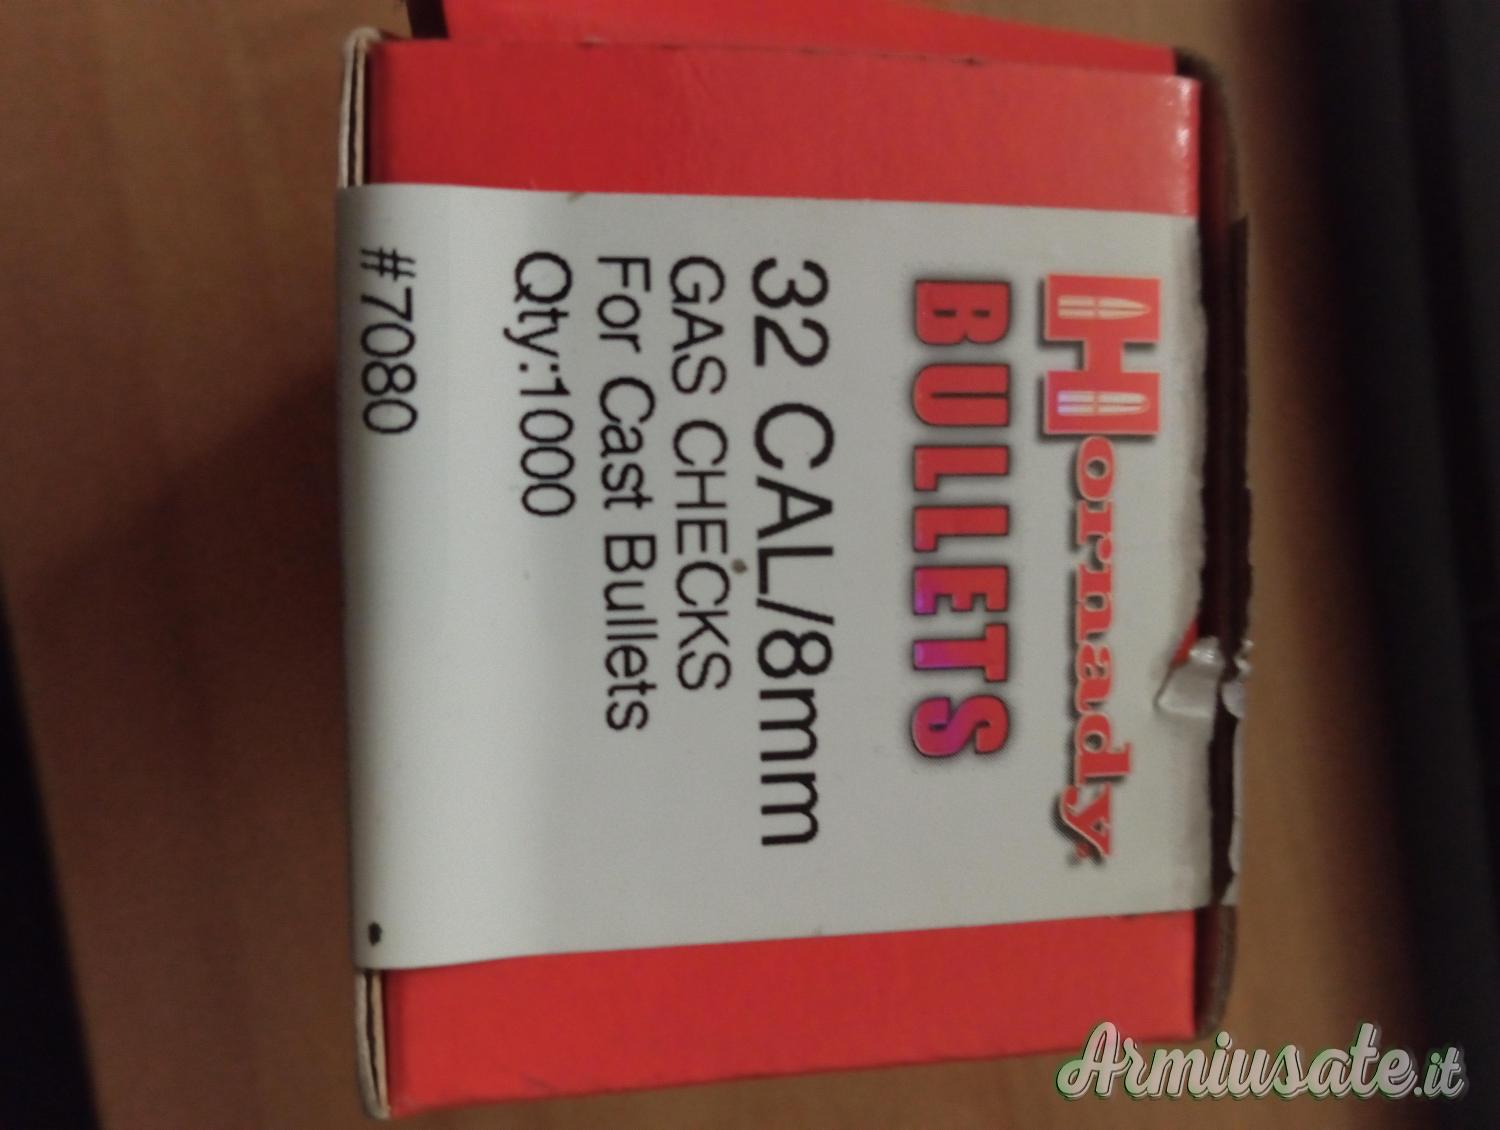 Hornady
BULLETS
32 CAL/8mm
GAS CHECKS
For Cast Bullets
Qty:1000
#7080
Armiusate.it